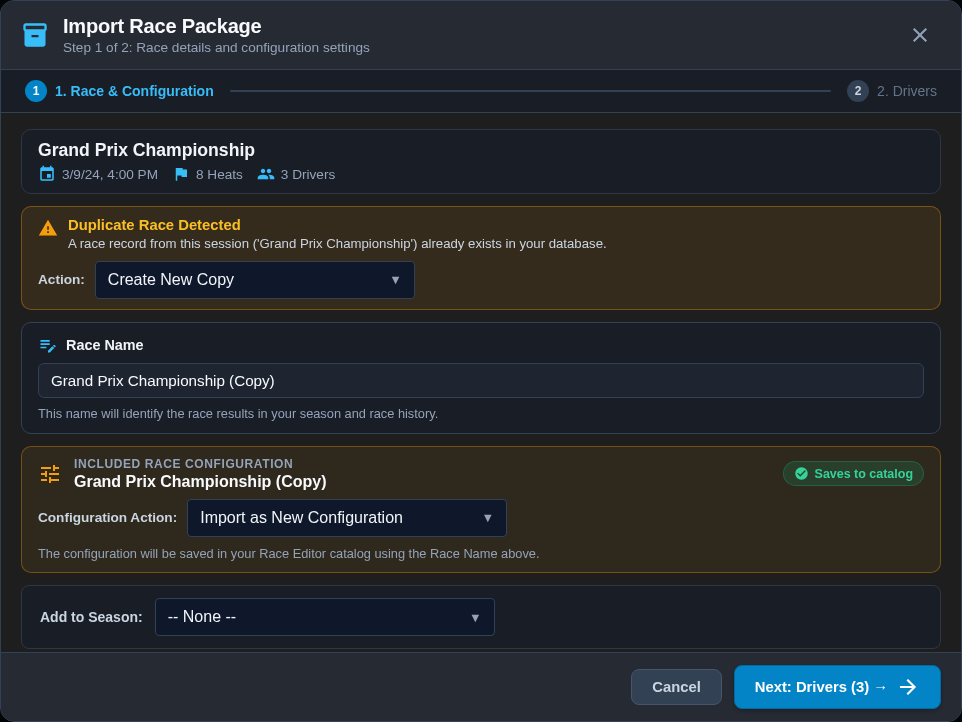 Import Race Package
Step 1 of 2: Race details and configuration settings
1 1. Race & Configuration 2 2. Drivers
Grand Prix Championship
3/9/24, 4:00 PM 8 Heats 3 Drivers
Duplicate Race Detected
A race record from this session ('Grand Prix Championship') already exists in your database.
Action: Create New Copy ▼
Race Name
Grand Prix Championship (Copy)
This name will identify the race results in your season and race history.
INCLUDED RACE CONFIGURATION
Grand Prix Championship (Copy)
Saves to catalog
Configuration Action: Import as New Configuration ▼
The configuration will be saved in your Race Editor catalog using the Race Name above.
Add to Season: -- None -- ▼
Cancel Next: Drivers (3) →